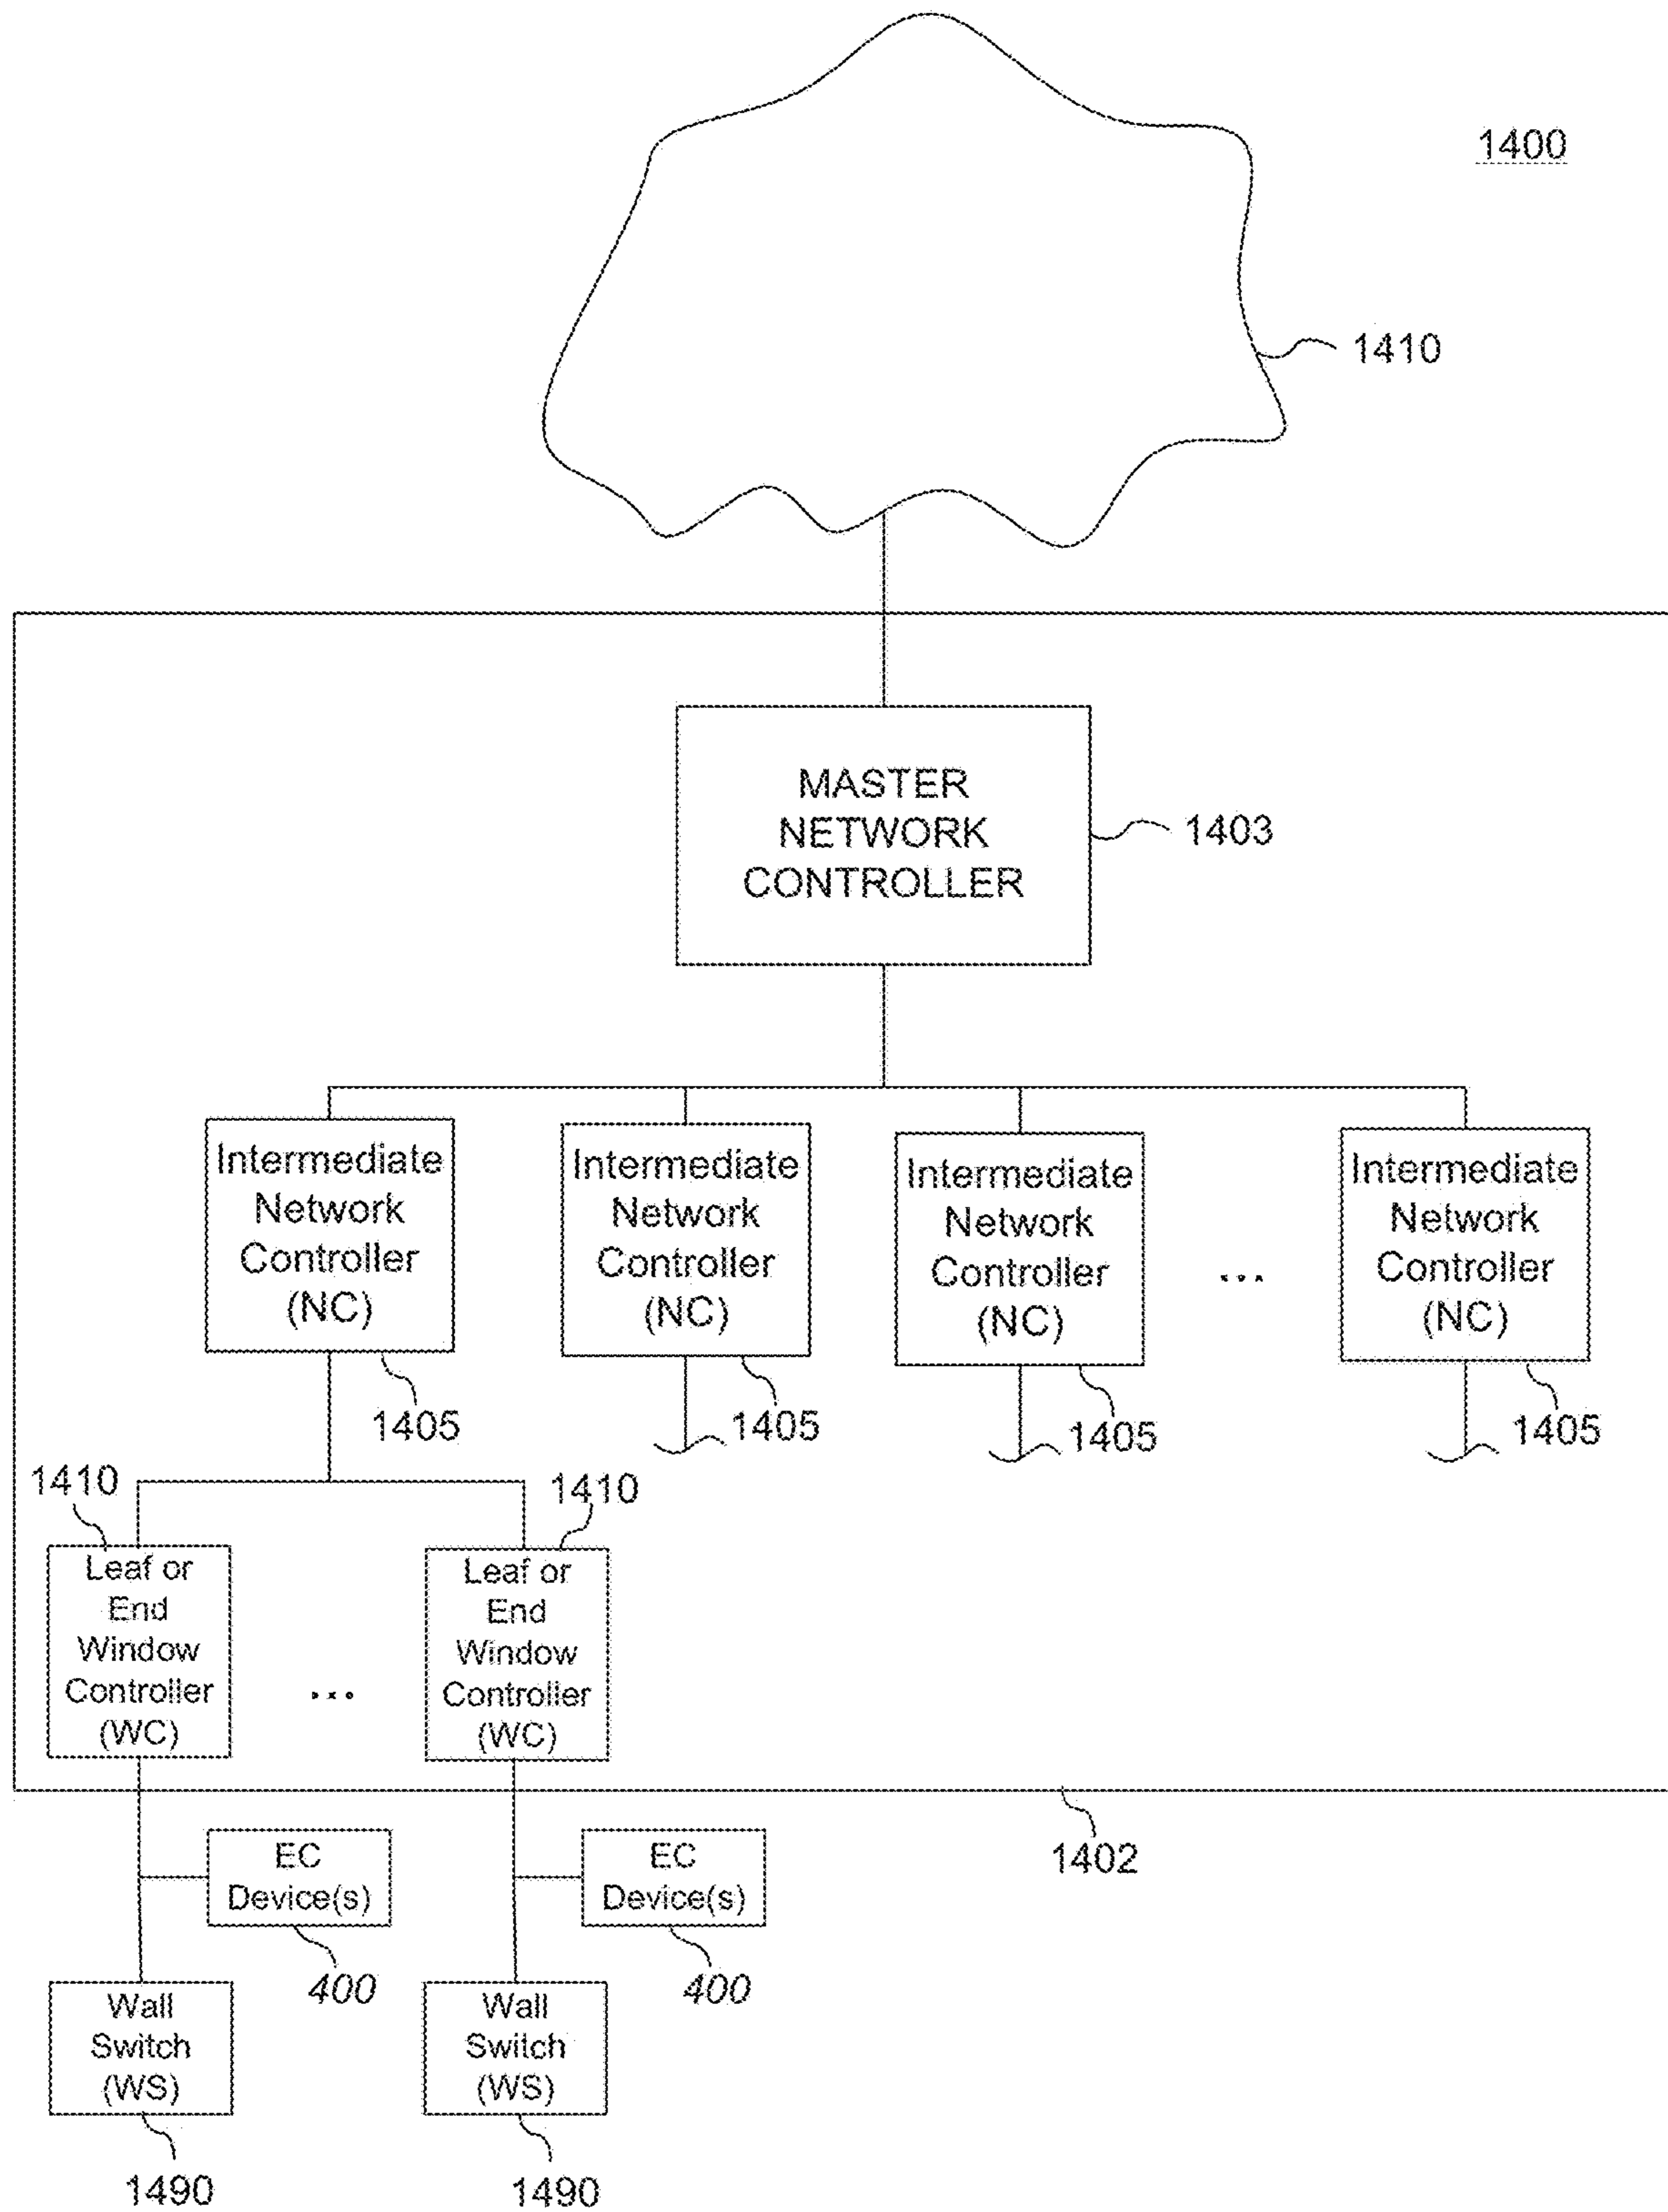 1400
1410
MASTER
NETWORK
CONTROLLER
1403
Intermediate
Network
Controller
(NC)
1405
Intermediate
Network
Controller
(NC)
1405
Intermediate
Network
Controller
(NC)
1405
...
Intermediate
Network
Controller
(NC)
1405
1410
Leaf or
End
Window
Controller
(WC)
...
1410
Leaf or
End
Window
Controller
(WC)
1402
EC
Device(s)
400
EC
Device(s)
400
Wall
Switch
(WS)
1490
Wall
Switch
(WS)
1490